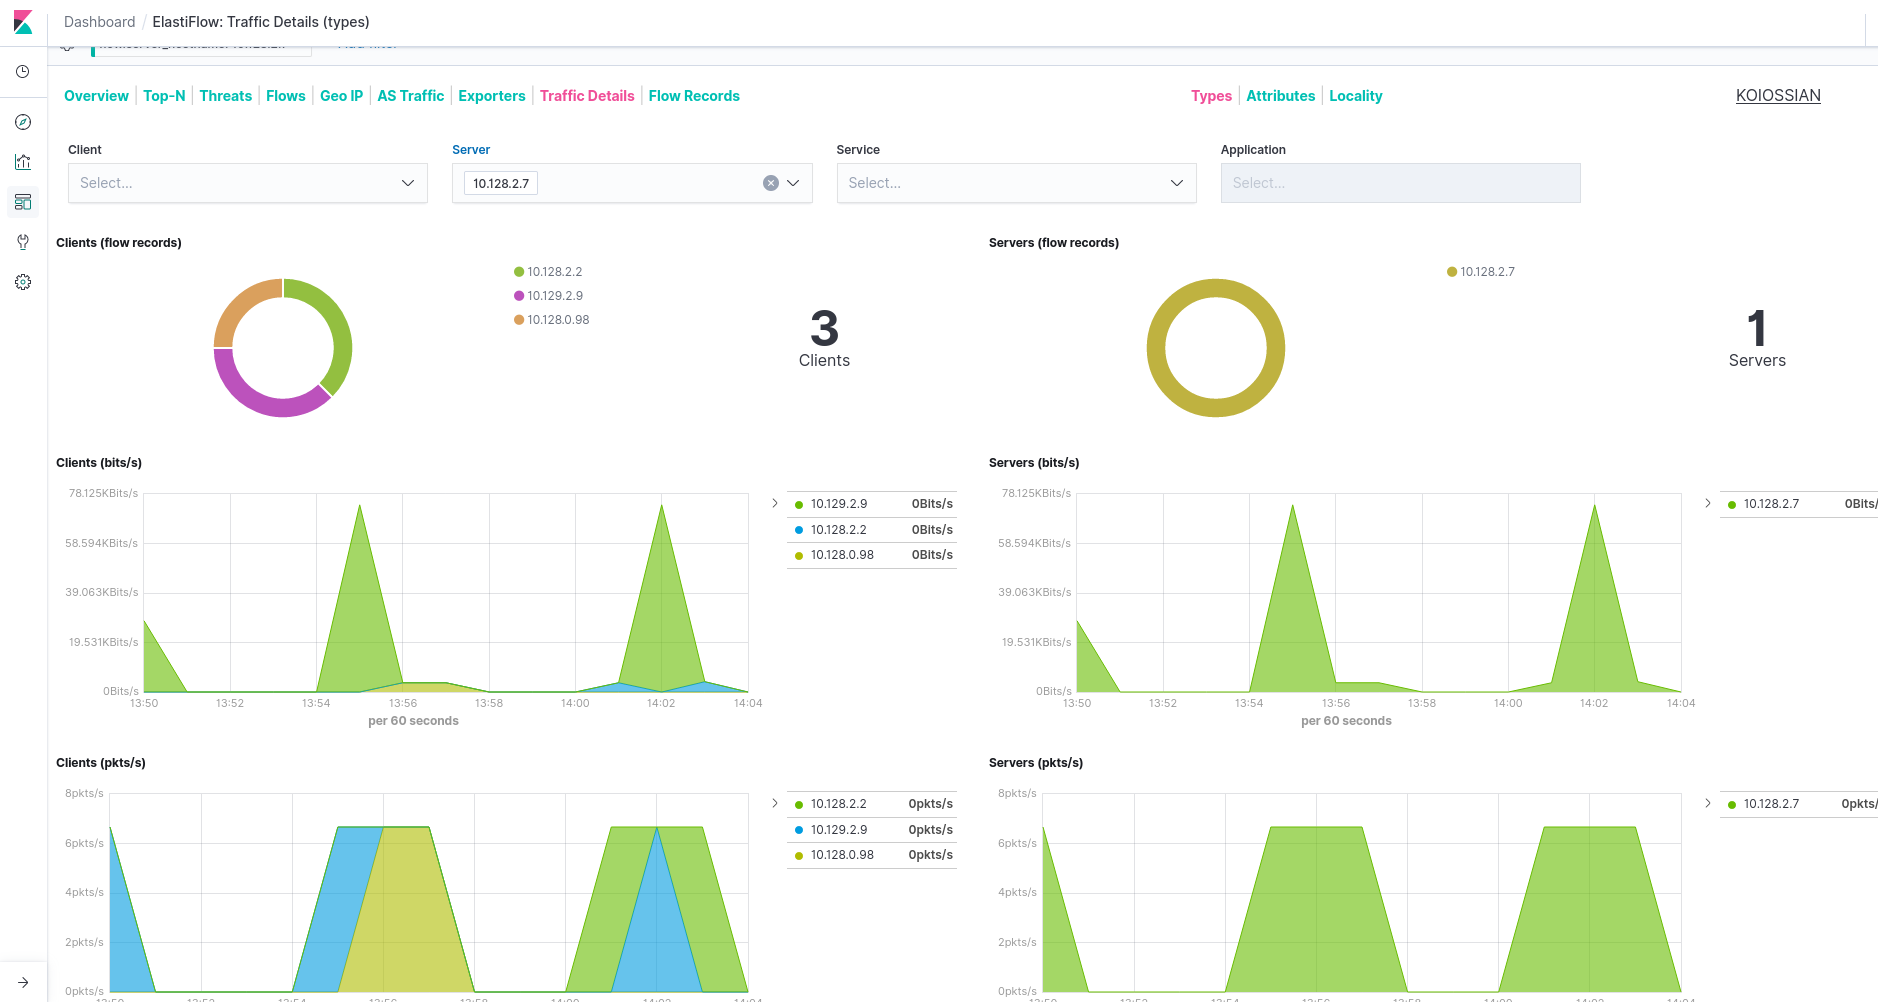 Dashboard / ElastiFlow: Traffic Details (types)
Overview | Top-N | Threats | Flows | Geo IP | AS Traffic | Exporters | Traffic Details | Flow Records
Types | Attributes | Locality
KOIOSSIAN
Client
Select...
Server
10.128.2.7
Service
Select...
Application
Select...
Clients (flow records)
10.128.2.2
10.129.2.9
10.128.0.98
3
Clients
Servers (flow records)
10.128.2.7
1
Servers
Clients (bits/s)
78.125KBits/s
58.594KBits/s
39.063KBits/s
19.531KBits/s
0Bits/s
13:50 13:52 13:54 13:56 13:58 14:00 14:02 14:04
per 60 seconds
10.129.2.9 0Bits/s
10.128.2.2 0Bits/s
10.128.0.98 0Bits/s
Servers (bits/s)
78.125KBits/s
58.594KBits/s
39.063KBits/s
19.531KBits/s
0Bits/s
13:50 13:52 13:54 13:56 13:58 14:00 14:02 14:04
per 60 seconds
10.128.2.7 0Bits/
Clients (pkts/s)
8pkts/s
6pkts/s
4pkts/s
2pkts/s
0pkts/s
10.128.2.2 0pkts/s
10.129.2.9 0pkts/s
10.128.0.98 0pkts/s
Servers (pkts/s)
8pkts/s
6pkts/s
4pkts/s
2pkts/s
0pkts/s
10.128.2.7 0pkts/